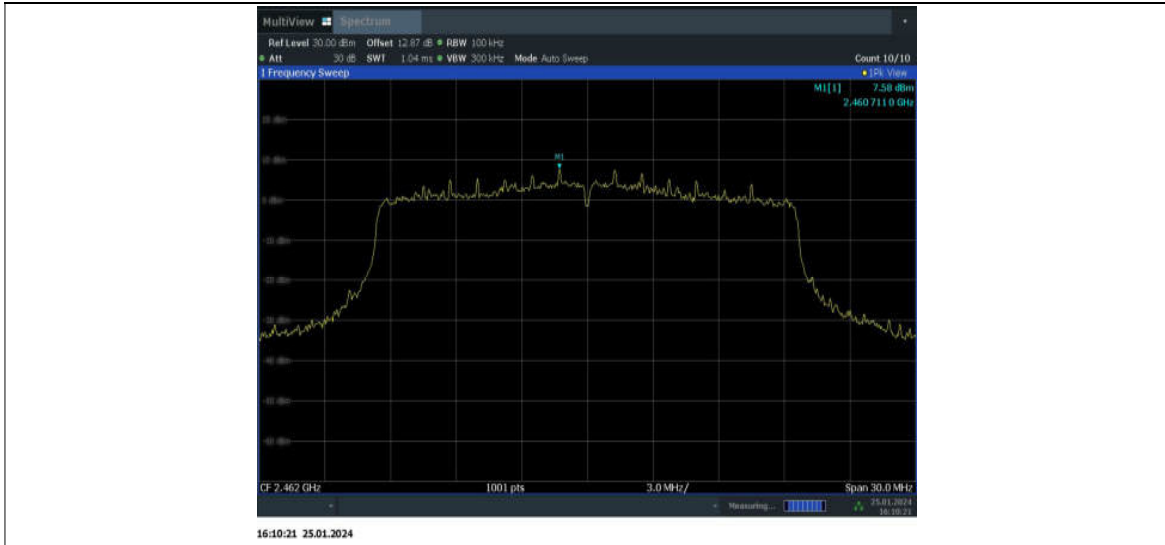 MultiView Spectrum
Ref Level 30.00 dBm Offset 12.87 dB RBW 100 kHz
Att 30 dB SWT 1.04 ms VBW 300 kHz Mode Auto Sweep Count 10/10
1 Frequency Sweep 1Pk View
M1[1] 7.58 dBm
2.460 711 0 GHz
M1
CF 2.462 GHz 1001 pts 3.0 MHz/ Span 30.0 MHz
Measuring... 25.01.2024
16:10:21
16:10:21 25.01.2024